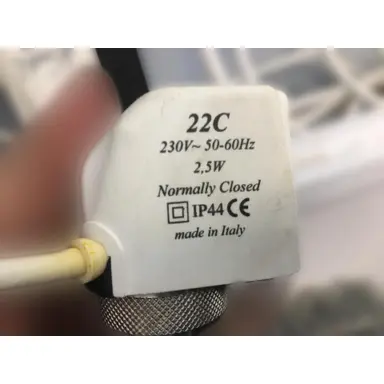 22C
230V~ 50-60Hz
2,5W
Normally Closed
IP44 CE
made in Italy